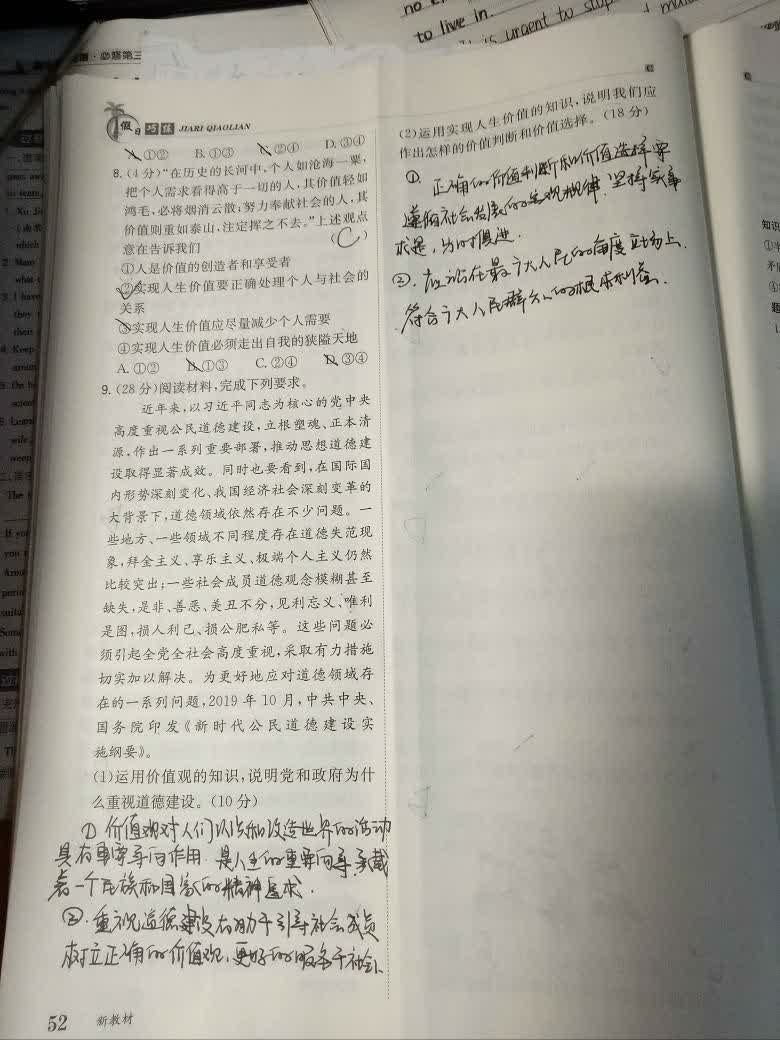 to live in.
is urgent to stop
必修第三
假日巧练 JIARI QIAOLIAN
A.①② B.①③ C.②④ D.③④
8.(4分)“在历史的长河中,个人如沧海一粟,
把个人需求看得高于一切的人,其价值轻如
鸿毛,必将烟消云散;努力奉献社会的人,其
价值则重如泰山,注定挥之不去。”上述观点
意在告诉我们 (C)
①人是价值的创造者和享受者
②实现人生价值要正确处理个人与社会的
关系
③实现人生价值应尽量减少个人需要
④实现人生价值必须走出自我的狭隘天地
A.①② B.①③ C.②④ D.③④
9.(28分)阅读材料,完成下列要求。
近年来,以习近平同志为核心的党中央
高度重视公民道德建设,立根塑魂、正本清
源,作出一系列重要部署,推动思想道德建
设取得显著成效。同时也要看到,在国际国
内形势深刻变化、我国经济社会深刻变革的
大背景下,道德领域依然存在不少问题。一
些地方、一些领域不同程度存在道德失范现
象,拜金主义、享乐主义、极端个人主义仍然
比较突出;一些社会成员道德观念模糊甚至
缺失,是非、善恶、美丑不分,见利忘义、唯利
是图,损人利己、损公肥私等。这些问题必
须引起全党全社会高度重视,采取有力措施
切实加以解决。为更好地应对道德领域存
在的一系列问题,2019年10月,中共中央、
国务院印发《新时代公民道德建设实
施纲要》。
(1)运用价值观的知识,说明党和政府为什
么重视道德建设。(10分)
① 价值观对人们认识和改造世界的活动
具有重要导向作用.是人生的重要向导,承载
着一个民族和国家的精神追求.
②.重视道德建设有助于引导社会成员
树立正确的价值观,更好的服务于社会.
52 新教材
(2)运用实现人生价值的知识,说明我们应
作出怎样的价值判断和价值选择。(18分)
①. 正确的价值判断和价值选择要
遵循社会发展的客观规律.坚持实事
求是,与时俱进.
②.应站在最广大人民的角度立场上.
符合广大人民群众的根本利益.